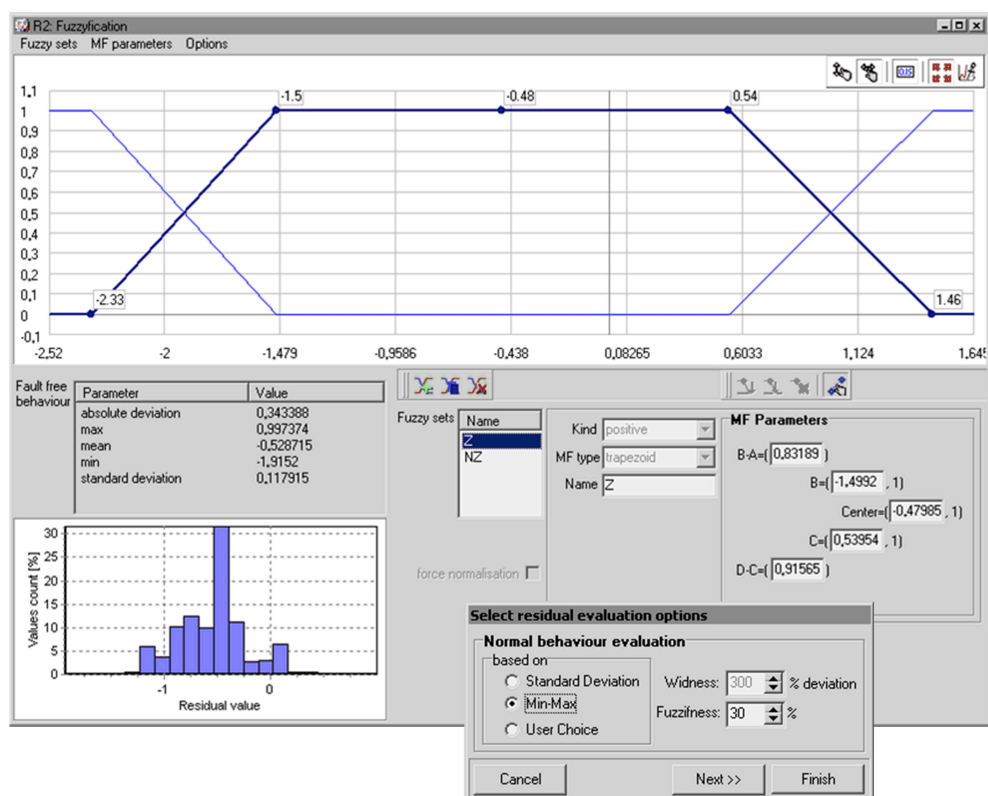 R2: Fuzzyfication
Fuzzy sets MF parameters Options
1,1
1
0,9
0,8
0,7
0,6
0,5
0,4
0,3
0,2
0,1
0
-0,1
-1.5
-0.48
0.54
-2.33
1.46
-2.52 -2 -1,479 -0,9586 -0,438 0,08265 0,6033 1,124 1,645
Fault free
behaviour
Parameter Value
absolute deviation 0,343388
max 0,997374
mean -0,528715
min -1,9152
standard deviation 0,117915
Fuzzy sets
Name
Z
NZ
force normalisation
Kind positive
MF type trapezoid
Name Z
MF Parameters
B-A=( 0,83189 )
B=( -1,4992 , 1)
Center=( -0,47985 , 1)
C=( 0,53954 , 1)
D-C=( 0,91565 )
Values count [%]
30
25
20
15
10
5
0
-1 0
Residual value
Select residual evaluation options
Normal behaviour evaluation
based on
Standard Deviation
Min-Max
User Choice
Widness: 300 % deviation
Fuzzifness: 30 %
Cancel Next >> Finish